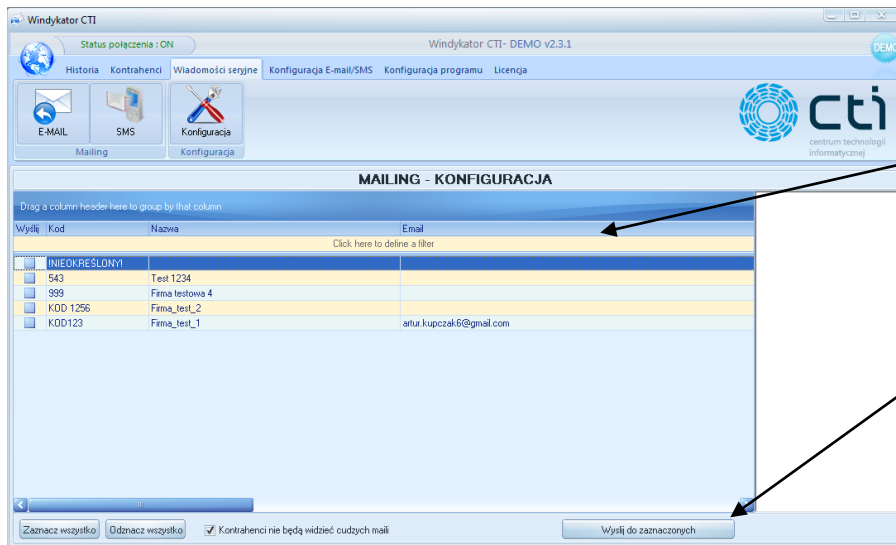 Windykator CTI
Status połączenia : ON
Windykator CTI- DEMO v2.3.1
DEMO
Historia Kontrahenci Wiadomości seryjne Konfiguracja E-mail/SMS Konfiguracja programu Licencja
E-MAIL SMS Konfiguracja
Mailing Konfiguracja
cti
centrum technologii
informatycznej
MAILING - KONFIGURACJA
Drag a column header here to group by that column
Wyślij Kod Nazwa Email
Click here to define a filter
!NIEOKREŚLONY!
543 Test 1234
999 Firma testowa 4
KOD 1256 Firma_test_2
KOD123 Firma_test_1 artur.kupczak6@gmail.com
Zaznacz wszystko Odznacz wszystko Kontrahenci nie będą widzieć cudzych maili Wyslij do zaznaczonych